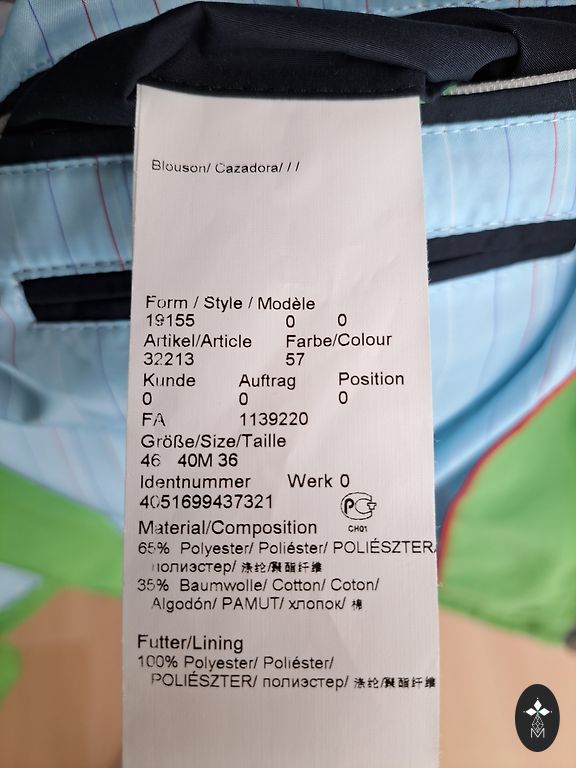 Blouson/ Cazadora/ / /
Form / Style / Modèle
19155 0 0
Artikel/Article Farbe/Colour
32213 57
Kunde Auftrag Position
0 0 0
FA 1139220
Größe/Size/Taille
46 40M 36
Identnummer Werk 0
4051699437321
РСТ
CH01
Material/Composition
65% Polyester/ Poliéster/ POLIÉSZTER/
полиэстер/ 涤纶/聚酯纤维
35% Baumwolle/ Cotton/ Coton/
Algodón/ PAMUT/ хлопок/ 棉
Futter/Lining
100% Polyester/ Poliéster/
POLIÉSZTER/ полиэстер/ 涤纶/聚酯纤维
M